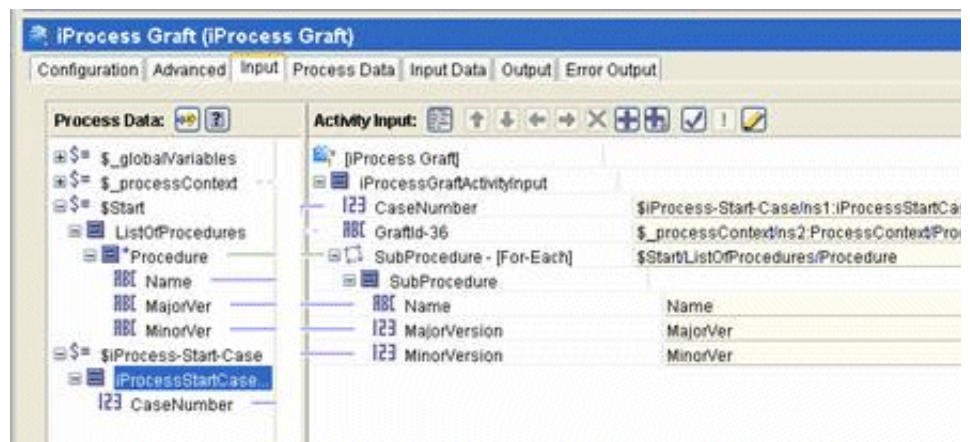 iProcess Graft (iProcess Graft)
Configuration Advanced Input Process Data Input Data Output Error Output
Process Data: Activity Input:
$_globalVariables
$_processContext
$Start
ListOfProcedures
*Procedure
Name
MajorVer
MinorVer
$iProcess-Start-Case
iProcessStartCase...
CaseNumber
[iProcess Graft]
iProcessGraftActivityInput
CaseNumber $iProcess-Start-Case/ns1:iProcessStartCas
GraftId-36 $_processContext/ns2:ProcessContext/Proc
SubProcedure - [For-Each] $Start/ListOfProcedures/Procedure
SubProcedure
Name Name
MajorVersion MajorVer
MinorVersion MinorVer